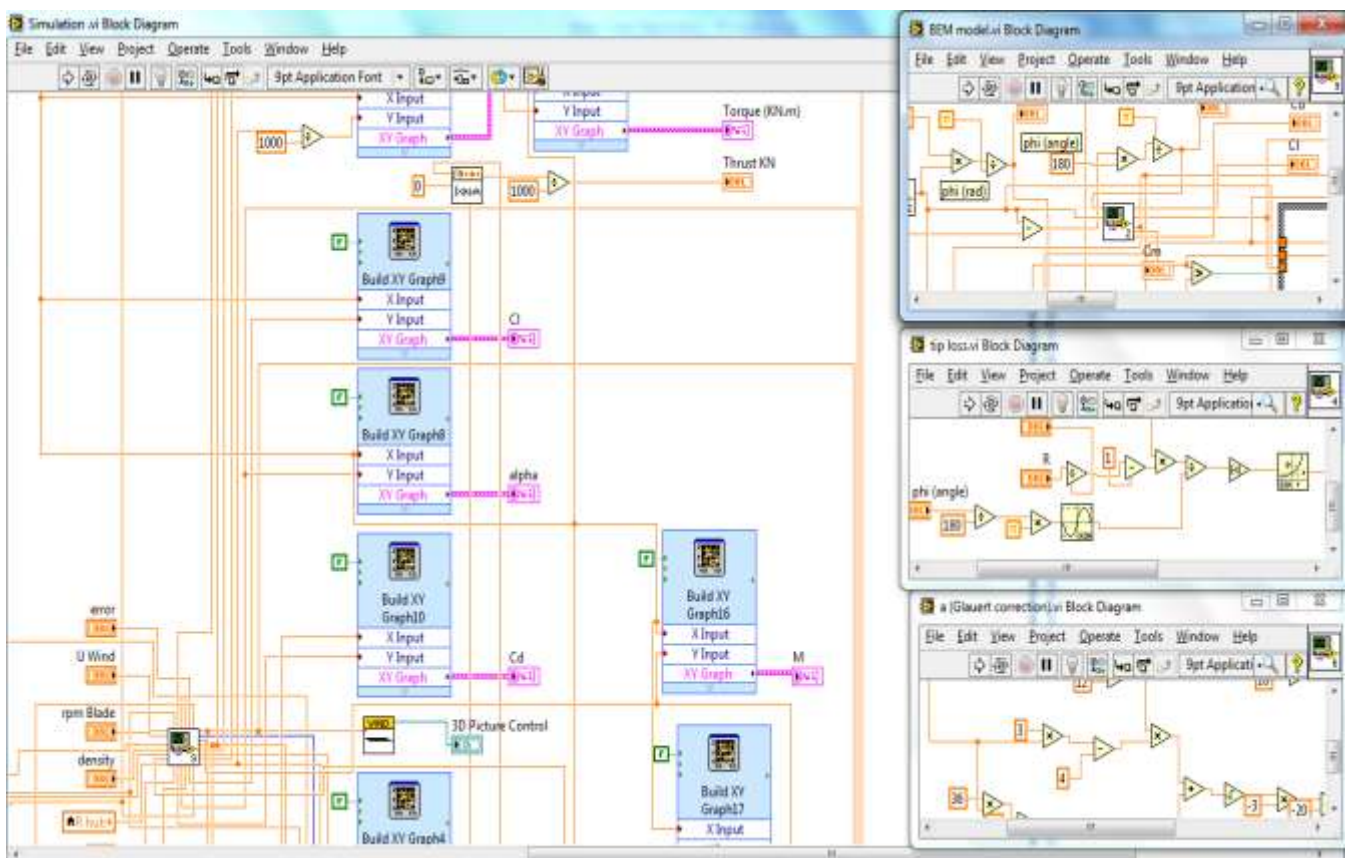 Simulation .vi Block Diagram
File Edit View Project Operate Tools Window Help
9pt Application Font
X Input
Y Input
XY Graph
1000
Y Input
XY Graph
Torque (KN.m)
0
1000
Thrust KN
F
Build XY Graph9
X Input
Y Input
XY Graph
Cl
F
Build XY Graph8
X Input
Y Input
XY Graph
alpha
F
Build XY
Graph10
X Input
Y Input
XY Graph
Cd
F
Build XY
Graph16
X Input
Y Input
XY Graph
M
error
U Wind
rpm Blade
density
R hub
3D Picture Control
F
Build XY Graph4
F
Build XY
Graph17
X Input
BEM model.vi Block Diagram
File Edit View Project Operate Tools Window Help
9pt Application
phi (angle)
180
Cl
phi (rad)
Cm
tip loss.vi Block Diagram
File Edit View Project Operate Tools Window Help
9pt Applicatio
R
1
phi (angle)
180
a (Glauert correction).vi Block Diagram
File Edit View Project Operate Tools Window Help
9pt Applicati
12
10
3
4
36
-3
-20